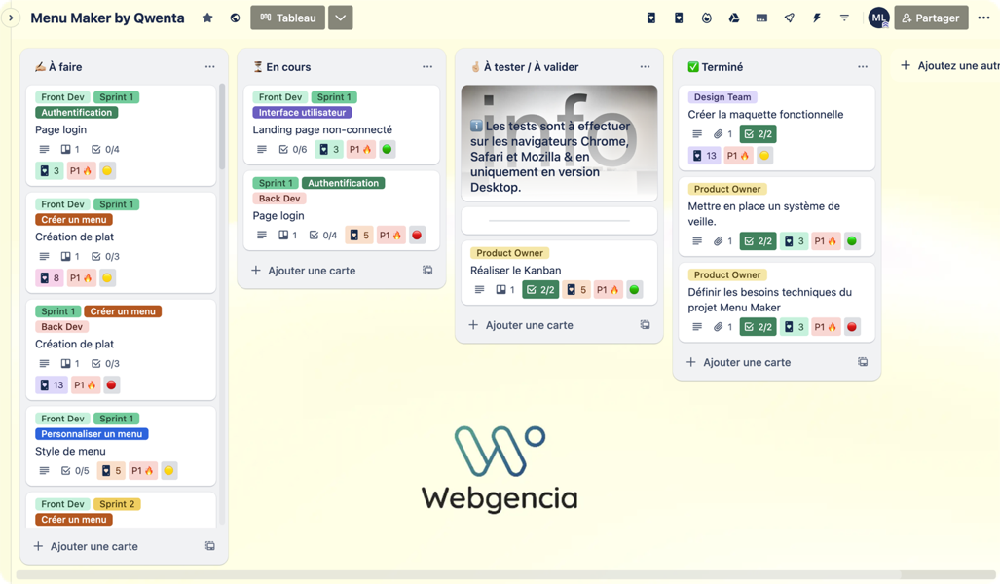 Menu Maker by Qwenta
Tableau
ML
Partager
À faire
Front Dev Sprint 1
Authentification
Page login
1 0/4
3 P1
Front Dev Sprint 1
Créer un menu
Création de plat
1 0/3
8 P1
Sprint 1 Créer un menu
Back Dev
Création de plat
1 0/3
13 P1
Front Dev Sprint 1
Personnaliser un menu
Style de menu
0/5 5 P1
Front Dev Sprint 2
Créer un menu
+ Ajouter une carte
En cours
Front Dev Sprint 1
Interface utilisateur
Landing page non-connecté
0/6 3 P1
Sprint 1 Authentification
Back Dev
Page login
1 0/4 5 P1
+ Ajouter une carte
À tester / À valider
info
Les tests sont à effectuer
sur les navigateurs Chrome,
Safari et Mozilla & en
uniquement en version
Desktop.
Product Owner
Réaliser le Kanban
1 2/2 5 P1
+ Ajouter une carte
Terminé
Design Team
Créer la maquette fonctionnelle
1 2/2
13 P1
Product Owner
Mettre en place un système de
veille.
1 2/2 3 P1
Product Owner
Définir les besoins techniques du
projet Menu Maker
1 2/2 3 P1
+ Ajouter une carte
+ Ajoutez une autr
Webgencia